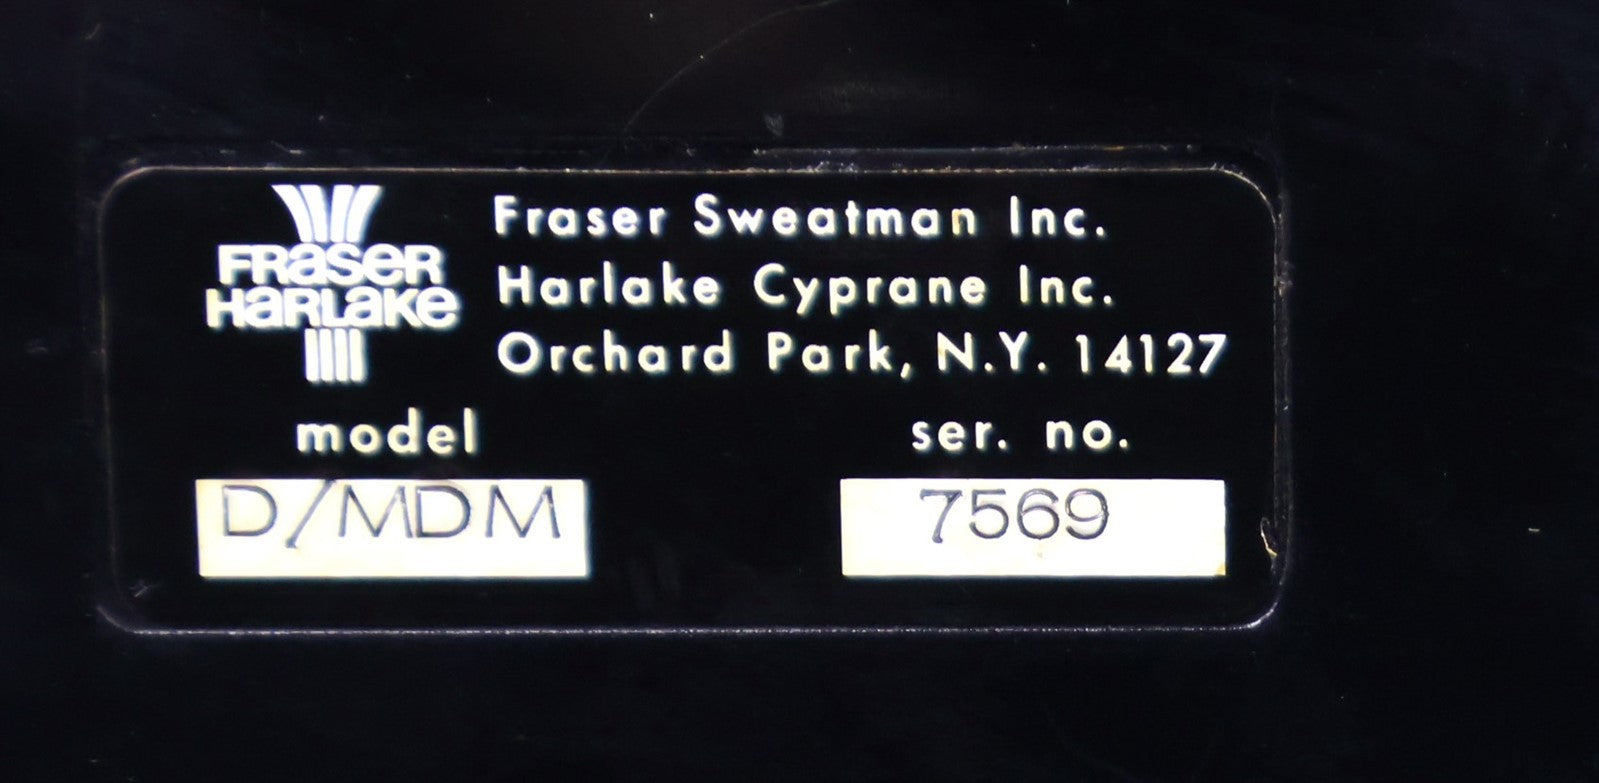 FRaseR
HaRLaKe
Fraser Sweatman Inc.
Harlake Cyprane Inc.
Orchard Park, N.Y. 14127
model
ser. no.
D/MDM
7569